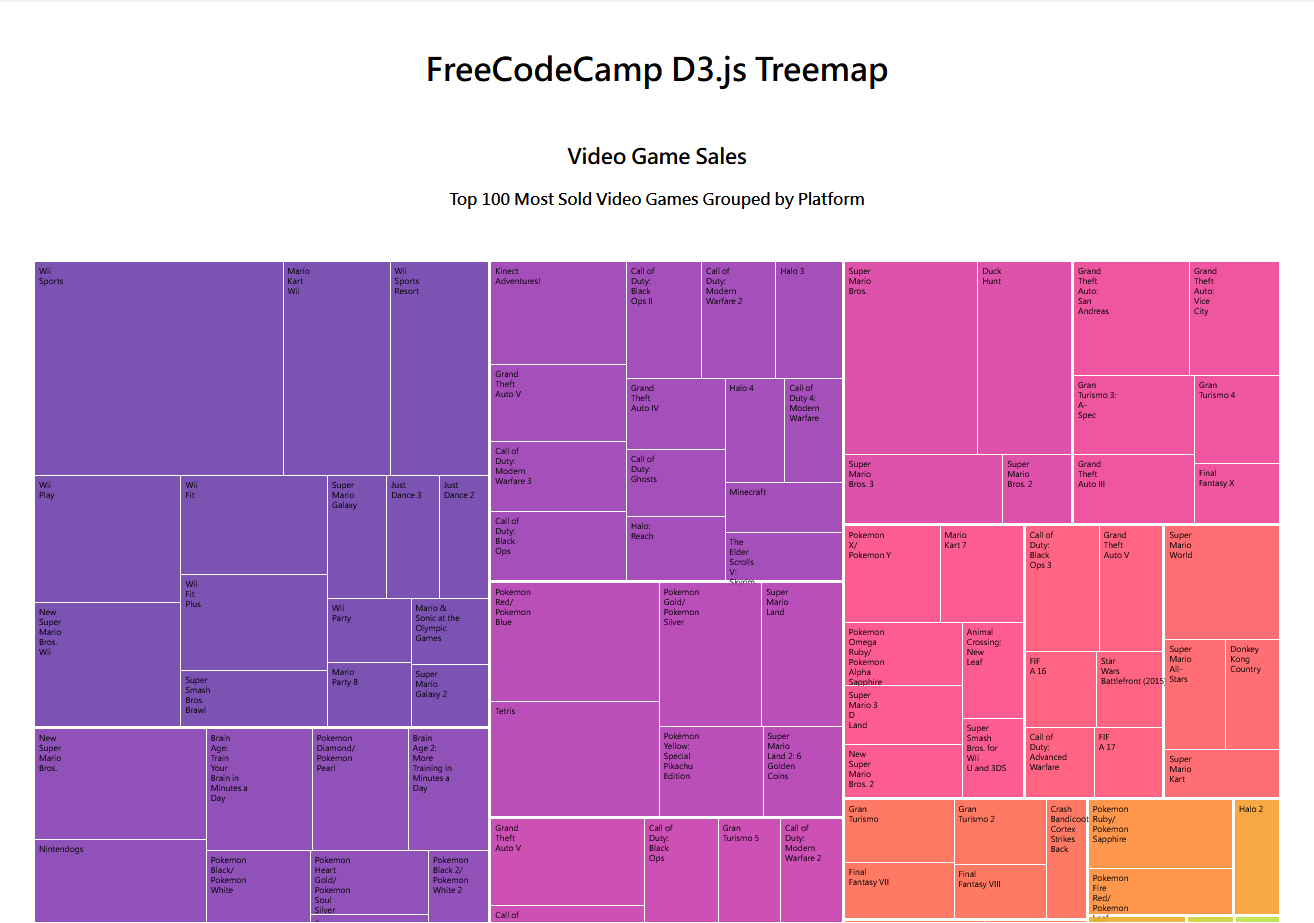 FreeCodeCamp D3.js Treemap
Video Game Sales
Top 100 Most Sold Video Games Grouped by Platform
Wii
Sports
Mario
Kart
Wii
Wii
Sports
Resort
Wii
Play
Wii
Fit
Super
Mario
Galaxy
Just
Dance 3
Just
Dance 2
New
Super
Mario
Bros.
Wii
Wii
Fit
Plus
Wii
Party
Mario &
Sonic at the
Olympic
Games
Super
Smash
Bros.
Brawl
Mario
Party 8
Super
Mario
Galaxy 2
New
Super
Mario
Bros.
Brain
Age:
Train
Your
Brain in
Minutes a
Day
Pokemon
Diamond/
Pokemon
Pearl
Brain
Age 2:
More
Training in
Minutes a
Day
Nintendogs
Pokemon
Black/
Pokemon
White
Pokemon
Heart
Gold/
Pokemon
Soul
Silver
Pokemon
Black 2/
Pokemon
White 2
Kinect
Adventures!
Call of
Duty:
Black
Ops II
Call of
Duty:
Modern
Warfare 2
Halo 3
Grand
Theft
Auto V
Grand
Theft
Auto IV
Halo 4
Call of
Duty 4:
Modern
Warfare
Call of
Duty:
Modern
Warfare 3
Call of
Duty:
Ghosts
Minecraft
Call of
Duty:
Black
Ops
Halo:
Reach
The
Elder
Scrolls
V:
Skyrim
Pokemon
Red/
Pokemon
Blue
Pokemon
Gold/
Pokemon
Silver
Super
Mario
Land
Tetris
Pokémon
Yellow:
Special
Pikachu
Edition
Super
Mario
Land 2: 6
Golden
Coins
Grand
Theft
Auto V
Call of
Duty:
Black
Ops
Gran
Turismo 5
Call of
Duty:
Modern
Warfare 2
Call of
Super
Mario
Bros.
Duck
Hunt
Super
Mario
Bros. 3
Super
Mario
Bros. 2
Grand
Theft
Auto:
San
Andreas
Grand
Theft
Auto:
Vice
City
Gran
Turismo 3:
A-
Spec
Gran
Turismo 4
Grand
Theft
Auto III
Final
Fantasy X
Pokemon
X/
Pokemon Y
Mario
Kart 7
Pokemon
Omega
Ruby/
Pokemon
Alpha
Sapphire
Animal
Crossing:
New
Leaf
Super
Mario 3
D
Land
Super
Smash
Bros. for
Wii
U and 3DS
New
Super
Mario
Bros. 2
Call of
Duty:
Black
Ops 3
Grand
Theft
Auto V
FIF
A 16
Star
Wars
Battlefront (2015)
Call of
Duty:
Advanced
Warfare
FIF
A 17
Super
Mario
World
Super
Mario
All-
Stars
Donkey
Kong
Country
Super
Mario
Kart
Gran
Turismo
Gran
Turismo 2
Crash
Bandicoot
Cortex
Strikes
Back
Final
Fantasy VII
Final
Fantasy VIII
Pokemon
Ruby/
Pokemon
Sapphire
Halo 2
Pokemon
Fire
Red/
Pokemon